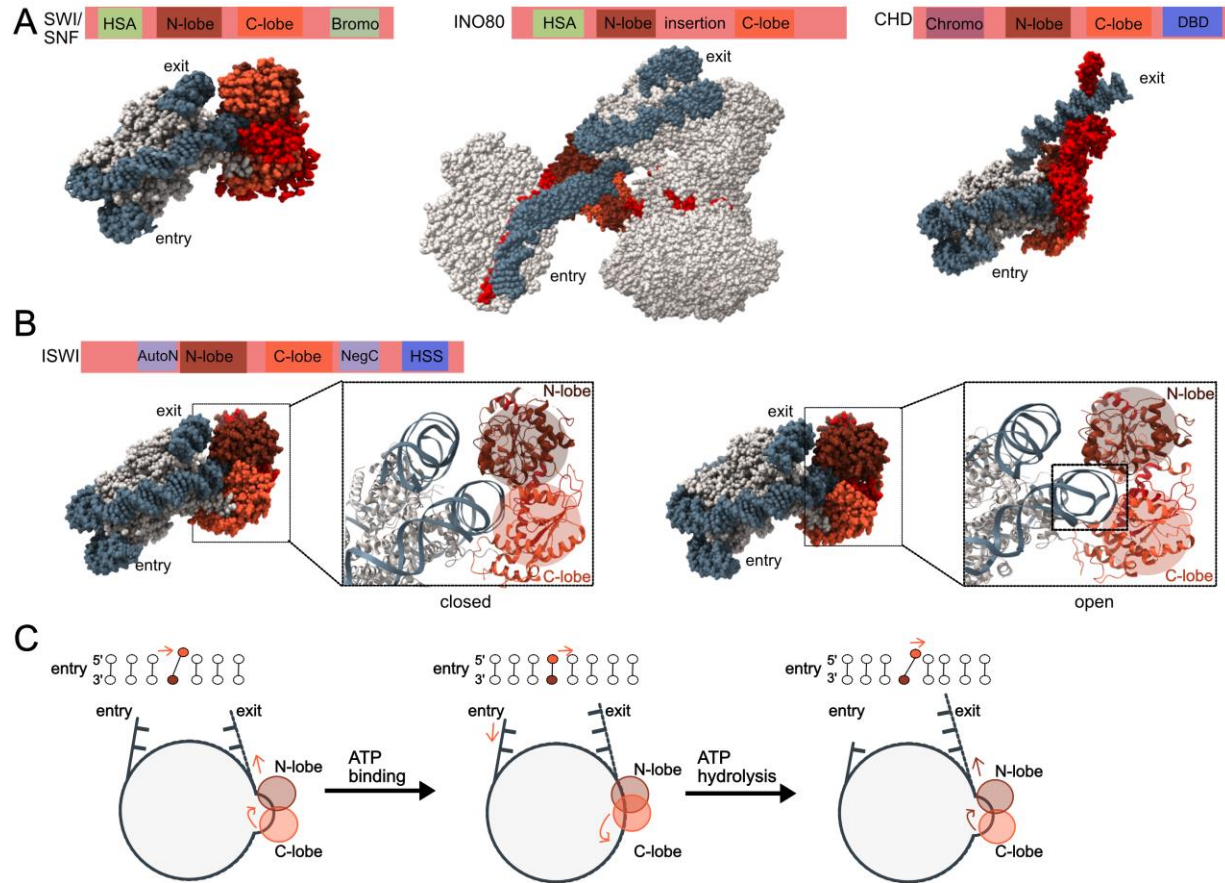 A
SWI/
SNF
HSA N-lobe C-lobe Bromo
INO80
HSA N-lobe insertion C-lobe
CHD
Chromo N-lobe C-lobe DBD
exit
entry
exit
entry
exit
entry
B
ISWI
AutoN N-lobe C-lobe NegC HSS
exit
entry
N-lobe
C-lobe
closed
exit
entry
N-lobe
C-lobe
open
C
entry 5'
3'
entry exit
N-lobe
C-lobe
ATP
binding
entry 5'
3'
entry exit
N-lobe
C-lobe
ATP
hydrolysis
entry 5'
3'
entry exit
N-lobe
C-lobe